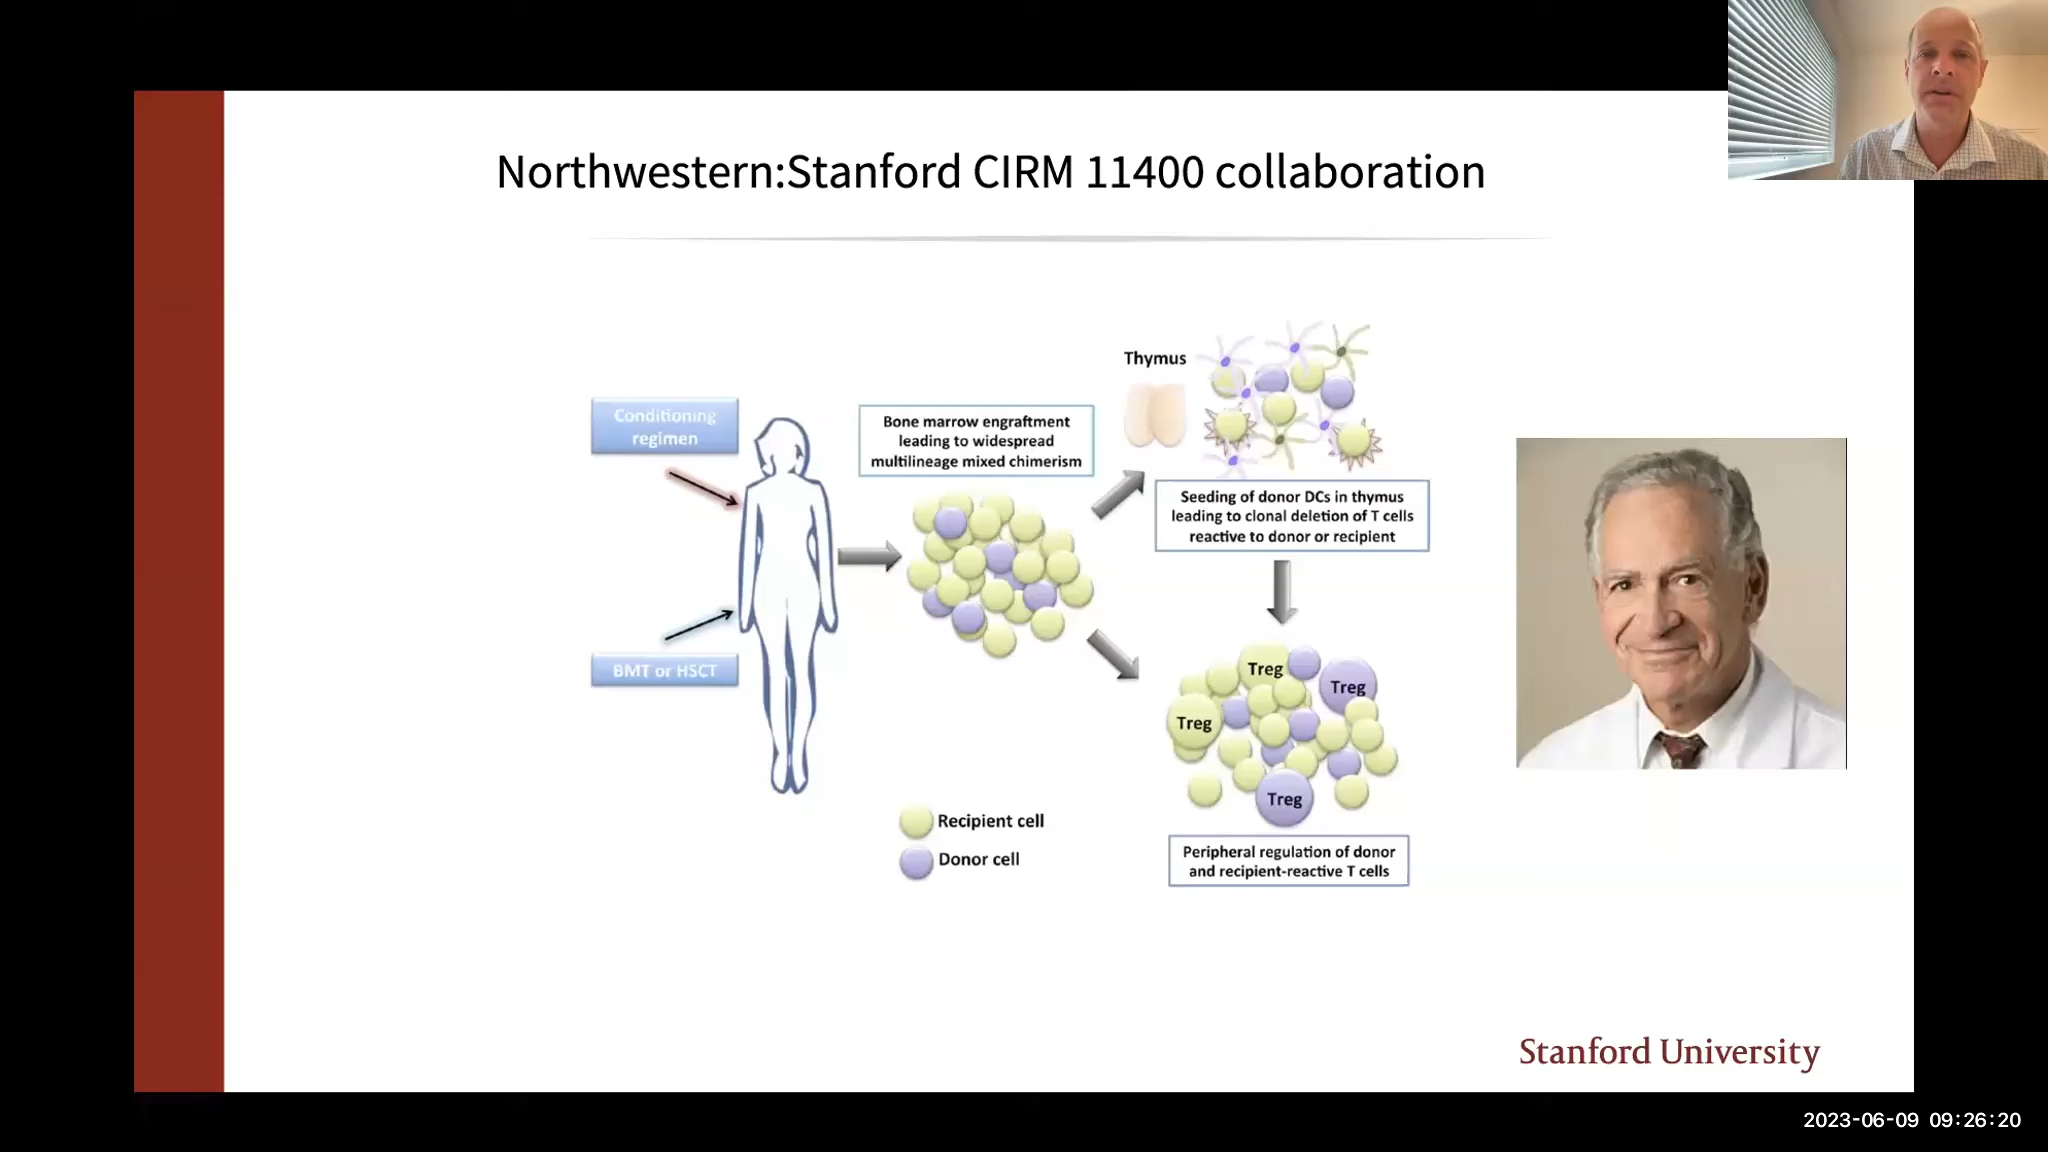 Northwestern:Stanford CIRM 11400 collaboration
Conditioning
regimen
BMT or HSCT
Bone marrow engraftment
leading to widespread
multilineage mixed chimerism
Thymus
Seeding of donor DCs in thymus
leading to clonal deletion of T cells
reactive to donor or recipient
Treg
Treg
Treg
Treg
Peripheral regulation of donor
and recipient-reactive T cells
Recipient cell
Donor cell
Stanford University
2023-06-09 09:26:20